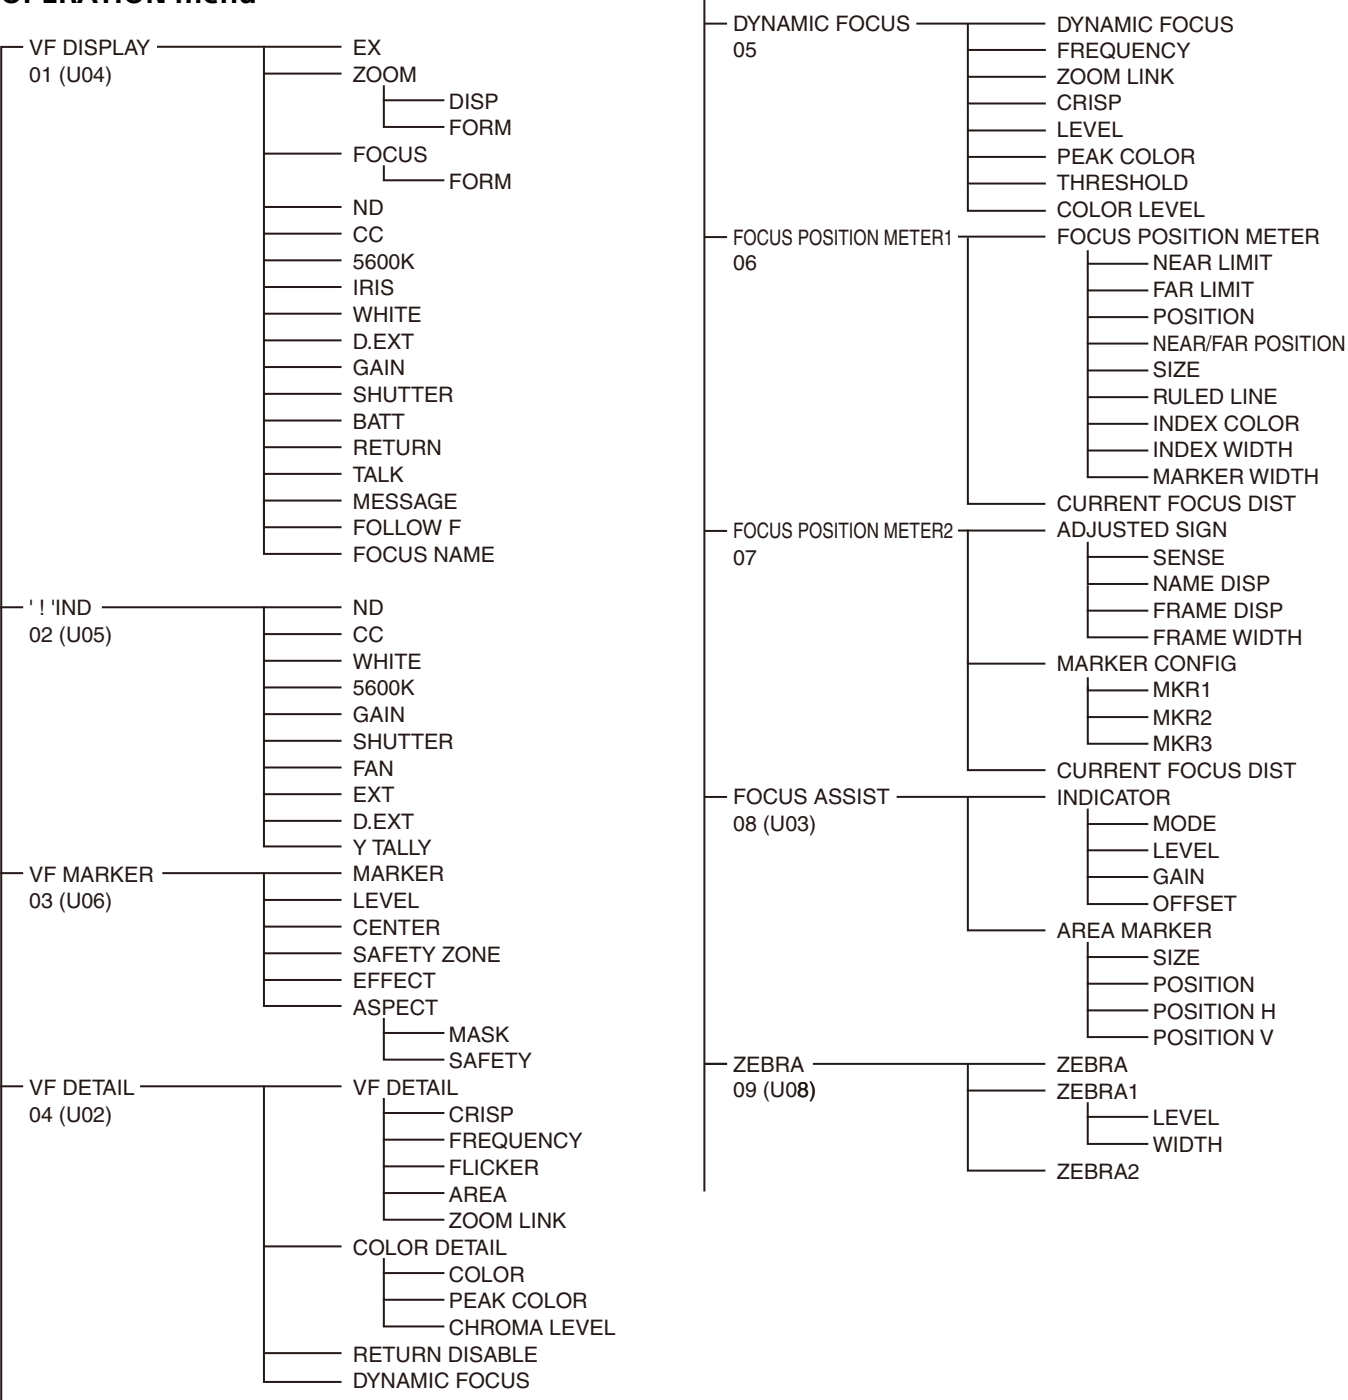 OPERATION menu
VF DISPLAY
01 (U04)
EX
ZOOM
DISP
FORM
FOCUS
FORM
ND
CC
5600K
IRIS
WHITE
D.EXT
GAIN
SHUTTER
BATT
RETURN
TALK
MESSAGE
FOLLOW F
FOCUS NAME
' ! 'IND
02 (U05)
ND
CC
WHITE
5600K
GAIN
SHUTTER
FAN
EXT
D.EXT
Y TALLY
VF MARKER
03 (U06)
MARKER
LEVEL
CENTER
SAFETY ZONE
EFFECT
ASPECT
MASK
SAFETY
VF DETAIL
04 (U02)
VF DETAIL
CRISP
FREQUENCY
FLICKER
AREA
ZOOM LINK
COLOR DETAIL
COLOR
PEAK COLOR
CHROMA LEVEL
RETURN DISABLE
DYNAMIC FOCUS
DYNAMIC FOCUS
05
DYNAMIC FOCUS
FREQUENCY
ZOOM LINK
CRISP
LEVEL
PEAK COLOR
THRESHOLD
COLOR LEVEL
FOCUS POSITION METER1
06
FOCUS POSITION METER
NEAR LIMIT
FAR LIMIT
POSITION
NEAR/FAR POSITION
SIZE
RULED LINE
INDEX COLOR
INDEX WIDTH
MARKER WIDTH
CURRENT FOCUS DIST
FOCUS POSITION METER2
07
ADJUSTED SIGN
SENSE
NAME DISP
FRAME DISP
FRAME WIDTH
MARKER CONFIG
MKR1
MKR2
MKR3
CURRENT FOCUS DIST
FOCUS ASSIST
08 (U03)
INDICATOR
MODE
LEVEL
GAIN
OFFSET
AREA MARKER
SIZE
POSITION
POSITION H
POSITION V
ZEBRA
09 (U08)
ZEBRA
ZEBRA1
LEVEL
WIDTH
ZEBRA2